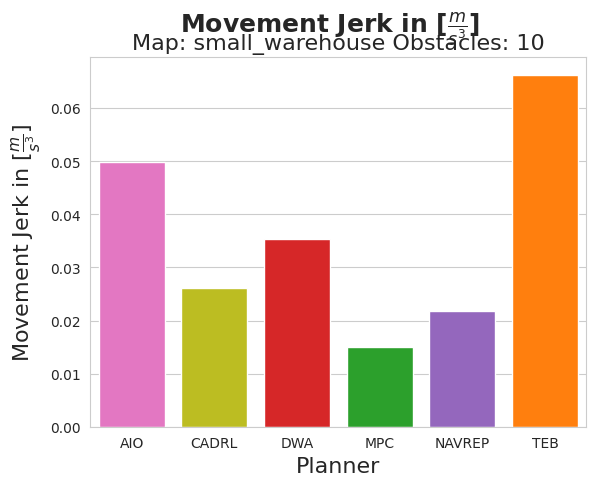 Movement Jerk in [m/s³]
Map: small_warehouse Obstacles: 10
Movement Jerk in [m/s³]
0.06
0.05
0.04
0.03
0.02
0.01
0.00
AIO CADRL DWA MPC NAVREP TEB
Planner